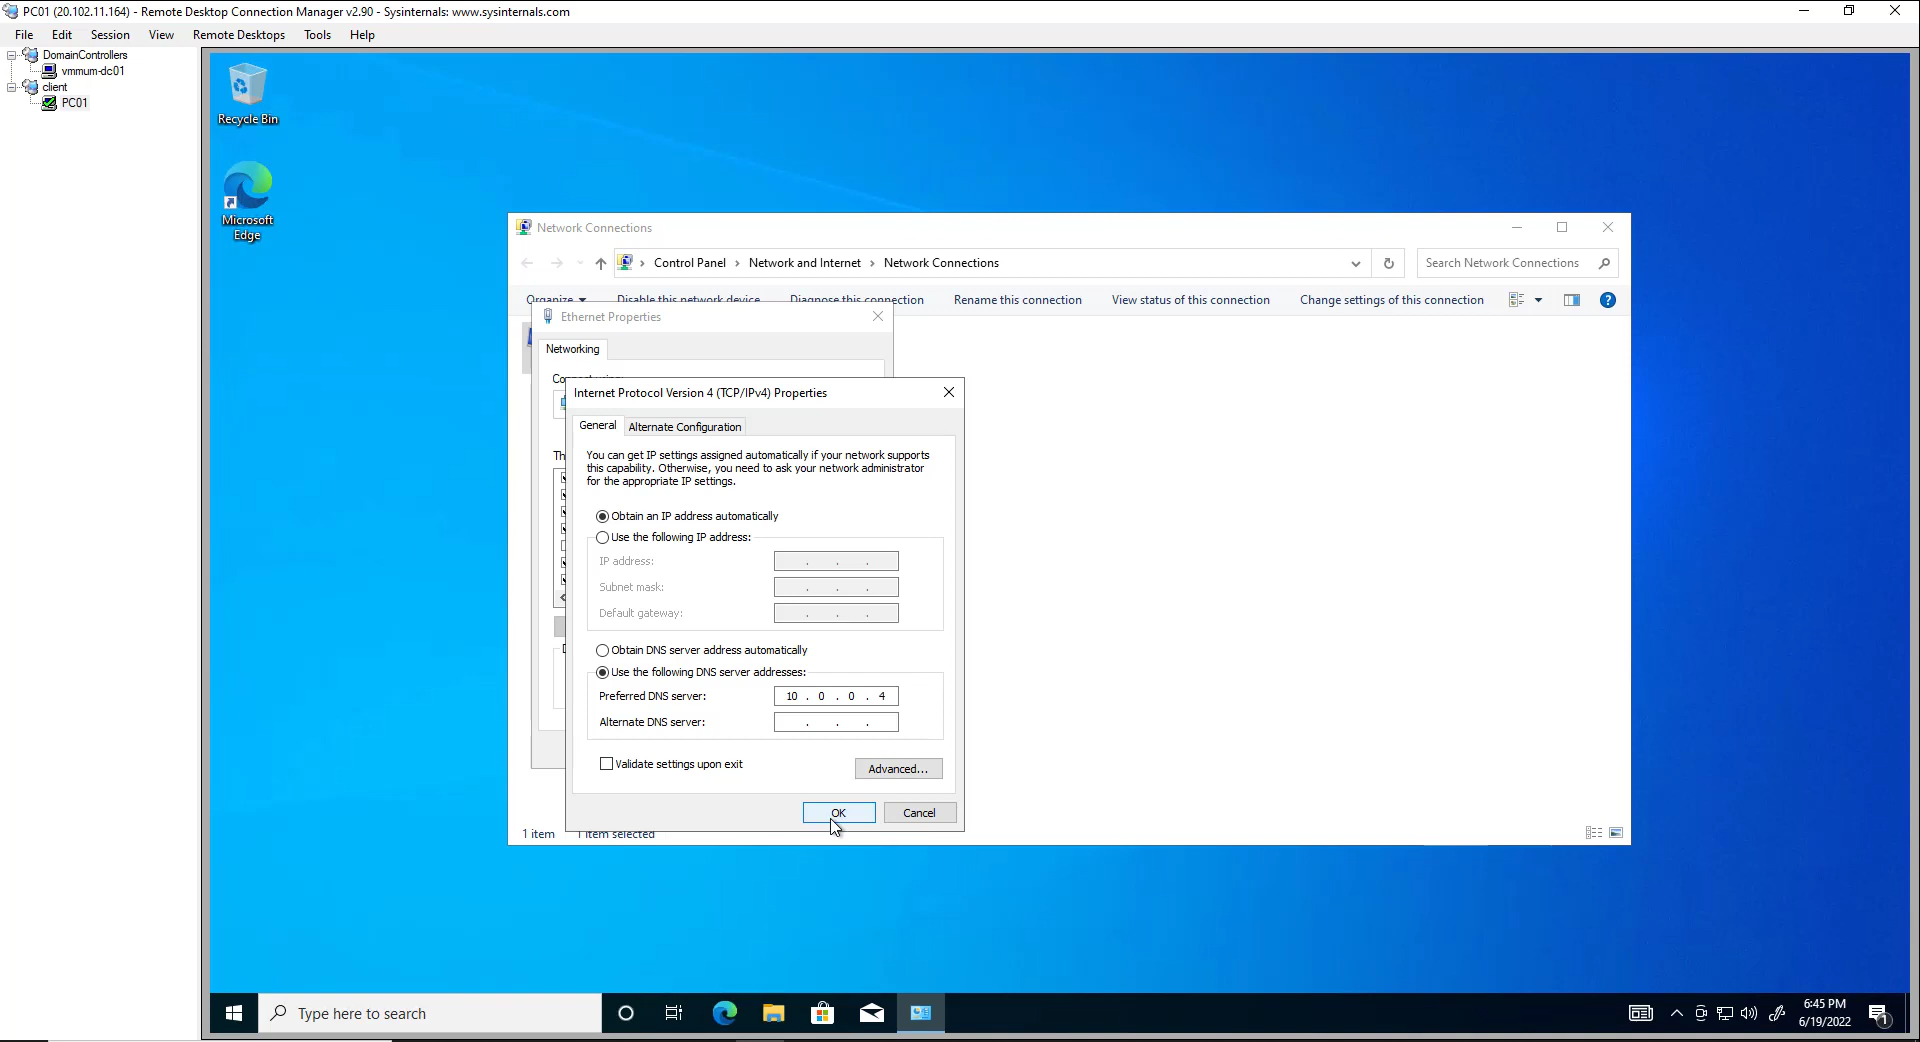 PC01 (20.102.11.164) - Remote Desktop Connection Manager v2.90 - Sysinternals: www.sysinternals.com
File Edit Session View Remote Desktops Tools Help
DomainControllers
vmmum-dc01
client
PC01
Recycle Bin
Microsoft
Edge
Network Connections
Control Panel > Network and Internet > Network Connections
Search Network Connections
Organize Disable this network device Diagnose this connection Rename this connection View status of this connection Change settings of this connection
Ethernet Properties
Networking
Internet Protocol Version 4 (TCP/IPv4) Properties
General Alternate Configuration
You can get IP settings assigned automatically if your network supports
this capability. Otherwise, you need to ask your network administrator
for the appropriate IP settings.
Obtain an IP address automatically
Use the following IP address:
IP address: . . .
Subnet mask: . . .
Default gateway: . . .
Obtain DNS server address automatically
Use the following DNS server addresses:
Preferred DNS server: 10 . 0 . 0 . 4
Alternate DNS server: . . .
Validate settings upon exit
Advanced...
OK Cancel
1 item 1 item selected
Type here to search
6:45 PM
6/19/2022
1